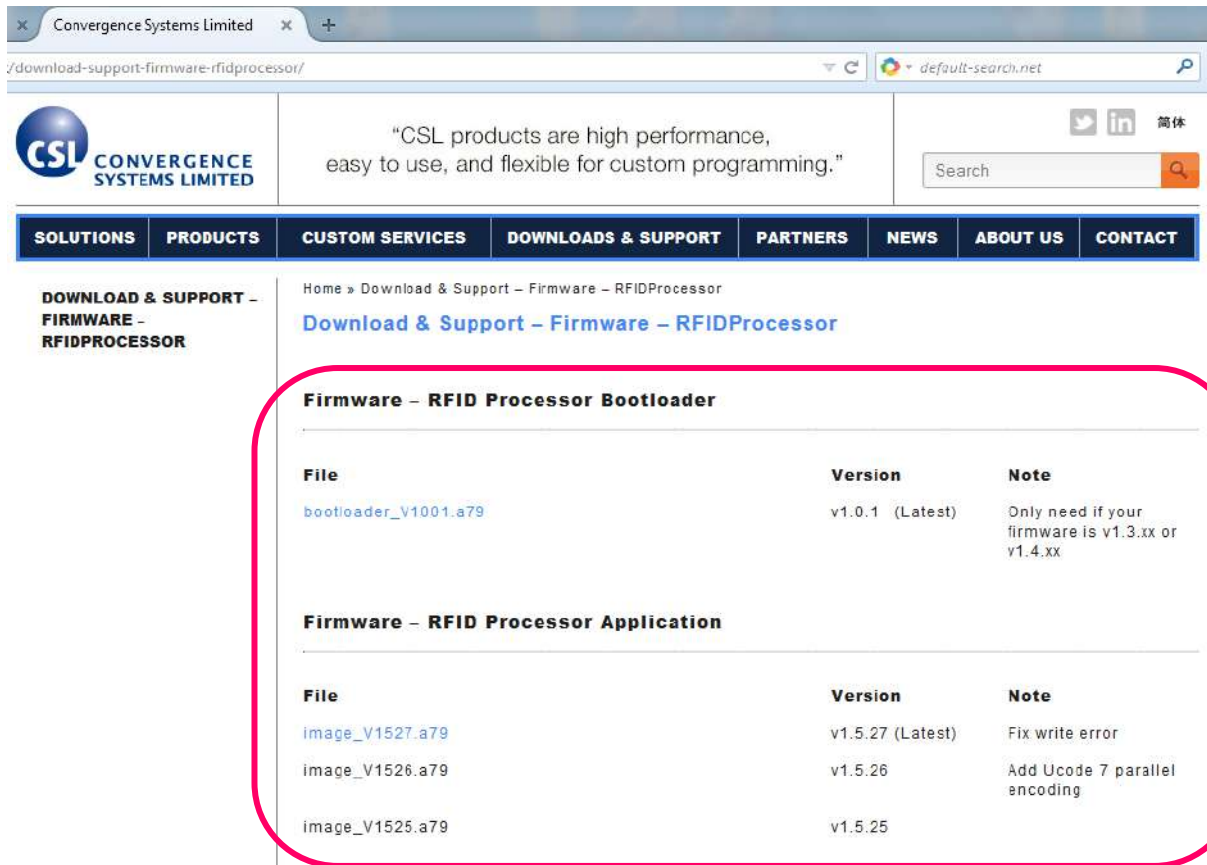 Convergence Systems Limited
/download-support-firmware-rfidprocessor/
default-search.net
CSL CONVERGENCE
SYSTEMS LIMITED
“CSL products are high performance,
easy to use, and flexible for custom programming.”
in 简体
Search
SOLUTIONS PRODUCTS CUSTOM SERVICES DOWNLOADS & SUPPORT PARTNERS NEWS ABOUT US CONTACT
DOWNLOAD & SUPPORT –
FIRMWARE –
RFIDPROCESSOR
Home » Download & Support – Firmware – RFIDProcessor
Download & Support – Firmware – RFIDProcessor
Firmware – RFID Processor Bootloader
File Version Note
bootloader_V1001.a79 v1.0.1 (Latest) Only need if your
firmware is v1.3.xx or
v1.4.xx
Firmware – RFID Processor Application
File Version Note
image_V1527.a79 v1.5.27 (Latest) Fix write error
image_V1526.a79 v1.5.26 Add Ucode 7 parallel
encoding
image_V1525.a79 v1.5.25